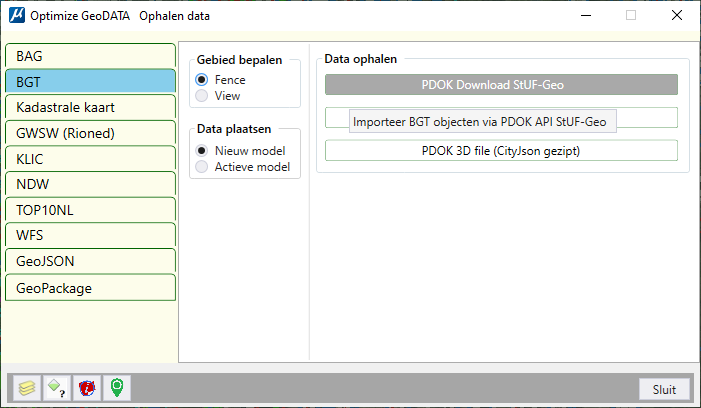 Optimize GeoDATA Ophalen data
BAG
BGT
Kadastrale kaart
GWSW (Rioned)
KLIC
NDW
TOP10NL
WFS
GeoJSON
GeoPackage
Gebied bepalen
Fence
View
Data plaatsen
Nieuw model
Actieve model
Data ophalen
PDOK Download StUF-Geo
Importeer BGT objecten via PDOK API StUF-Geo
PDOK 3D file (CityJson gezipt)
Sluit